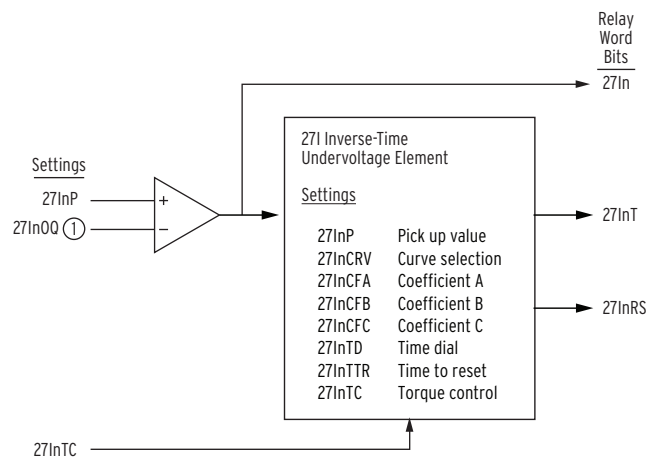 Relay
Word
Bits
27In
Settings
27InP
27InOQ 1
+
–
27I Inverse-Time
Undervoltage Element
Settings
27InP Pick up value
27InCRV Curve selection
27InCFA Coefficient A
27InCFB Coefficient B
27InCFC Coefficient C
27InTD Time dial
27InTTR Time to reset
27InTC Torque control
27InT
27InRS
27InTC